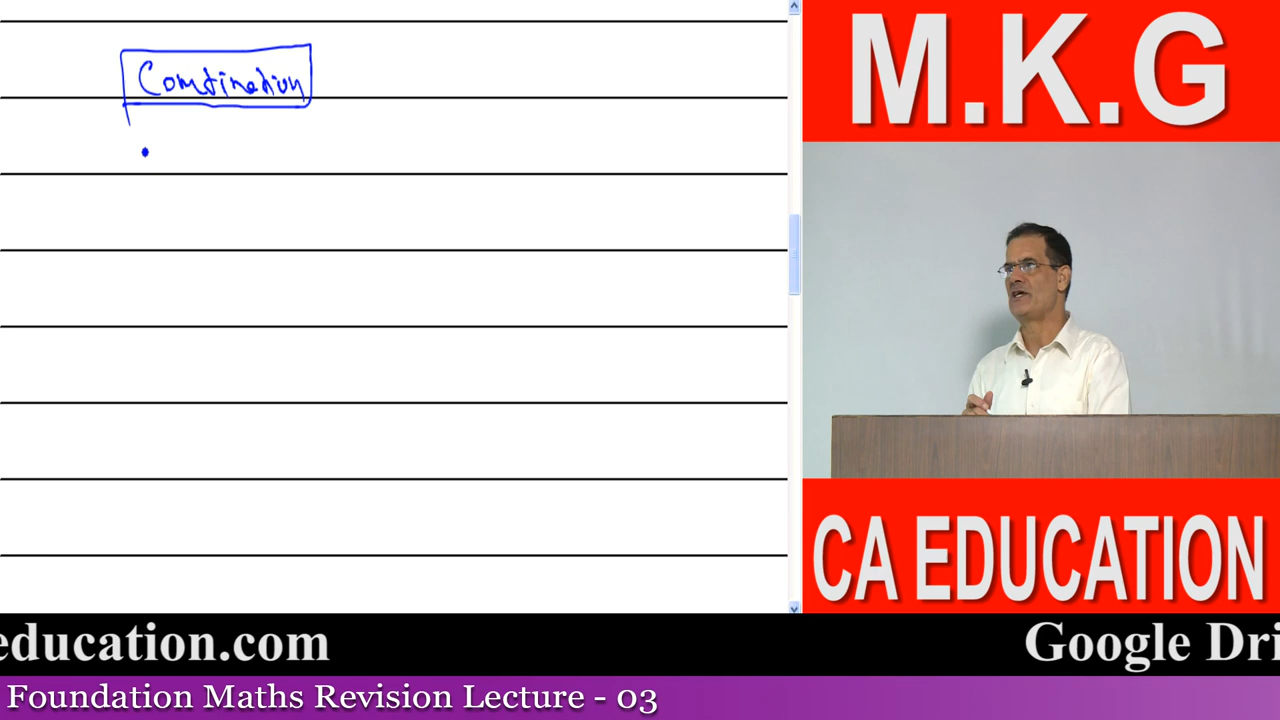 Combination
M.K.G
CA EDUCATION
education.com
Google Dri
Foundation Maths Revision Lecture - 03